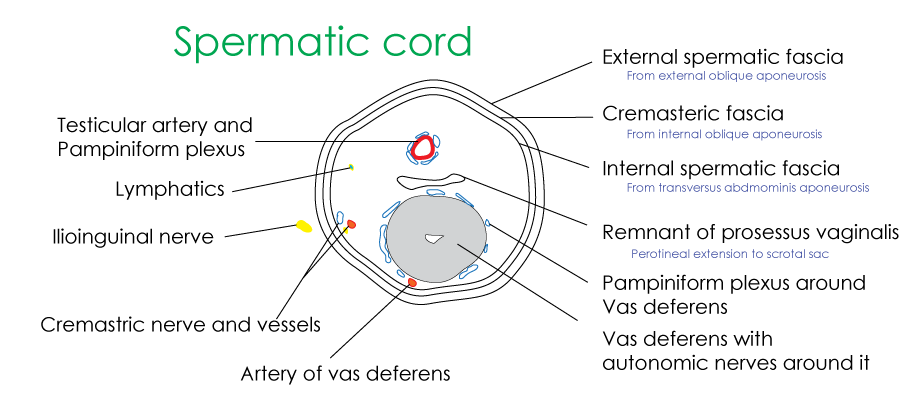 Spermatic cord
Testicular artery and
Pampiniform plexus
Lymphatics
Ilioinguinal nerve
Cremastric nerve and vessels
Artery of vas deferens
External spermatic fascia
From external oblique aponeurosis
Cremasteric fascia
From internal oblique aponeurosis
Internal spermatic fascia
From transversus abdmominis aponeurosis
Remnant of prosessus vaginalis
Perotineal extension to scrotal sac
Pampiniform plexus around
Vas deferens
Vas deferens with
autonomic nerves around it